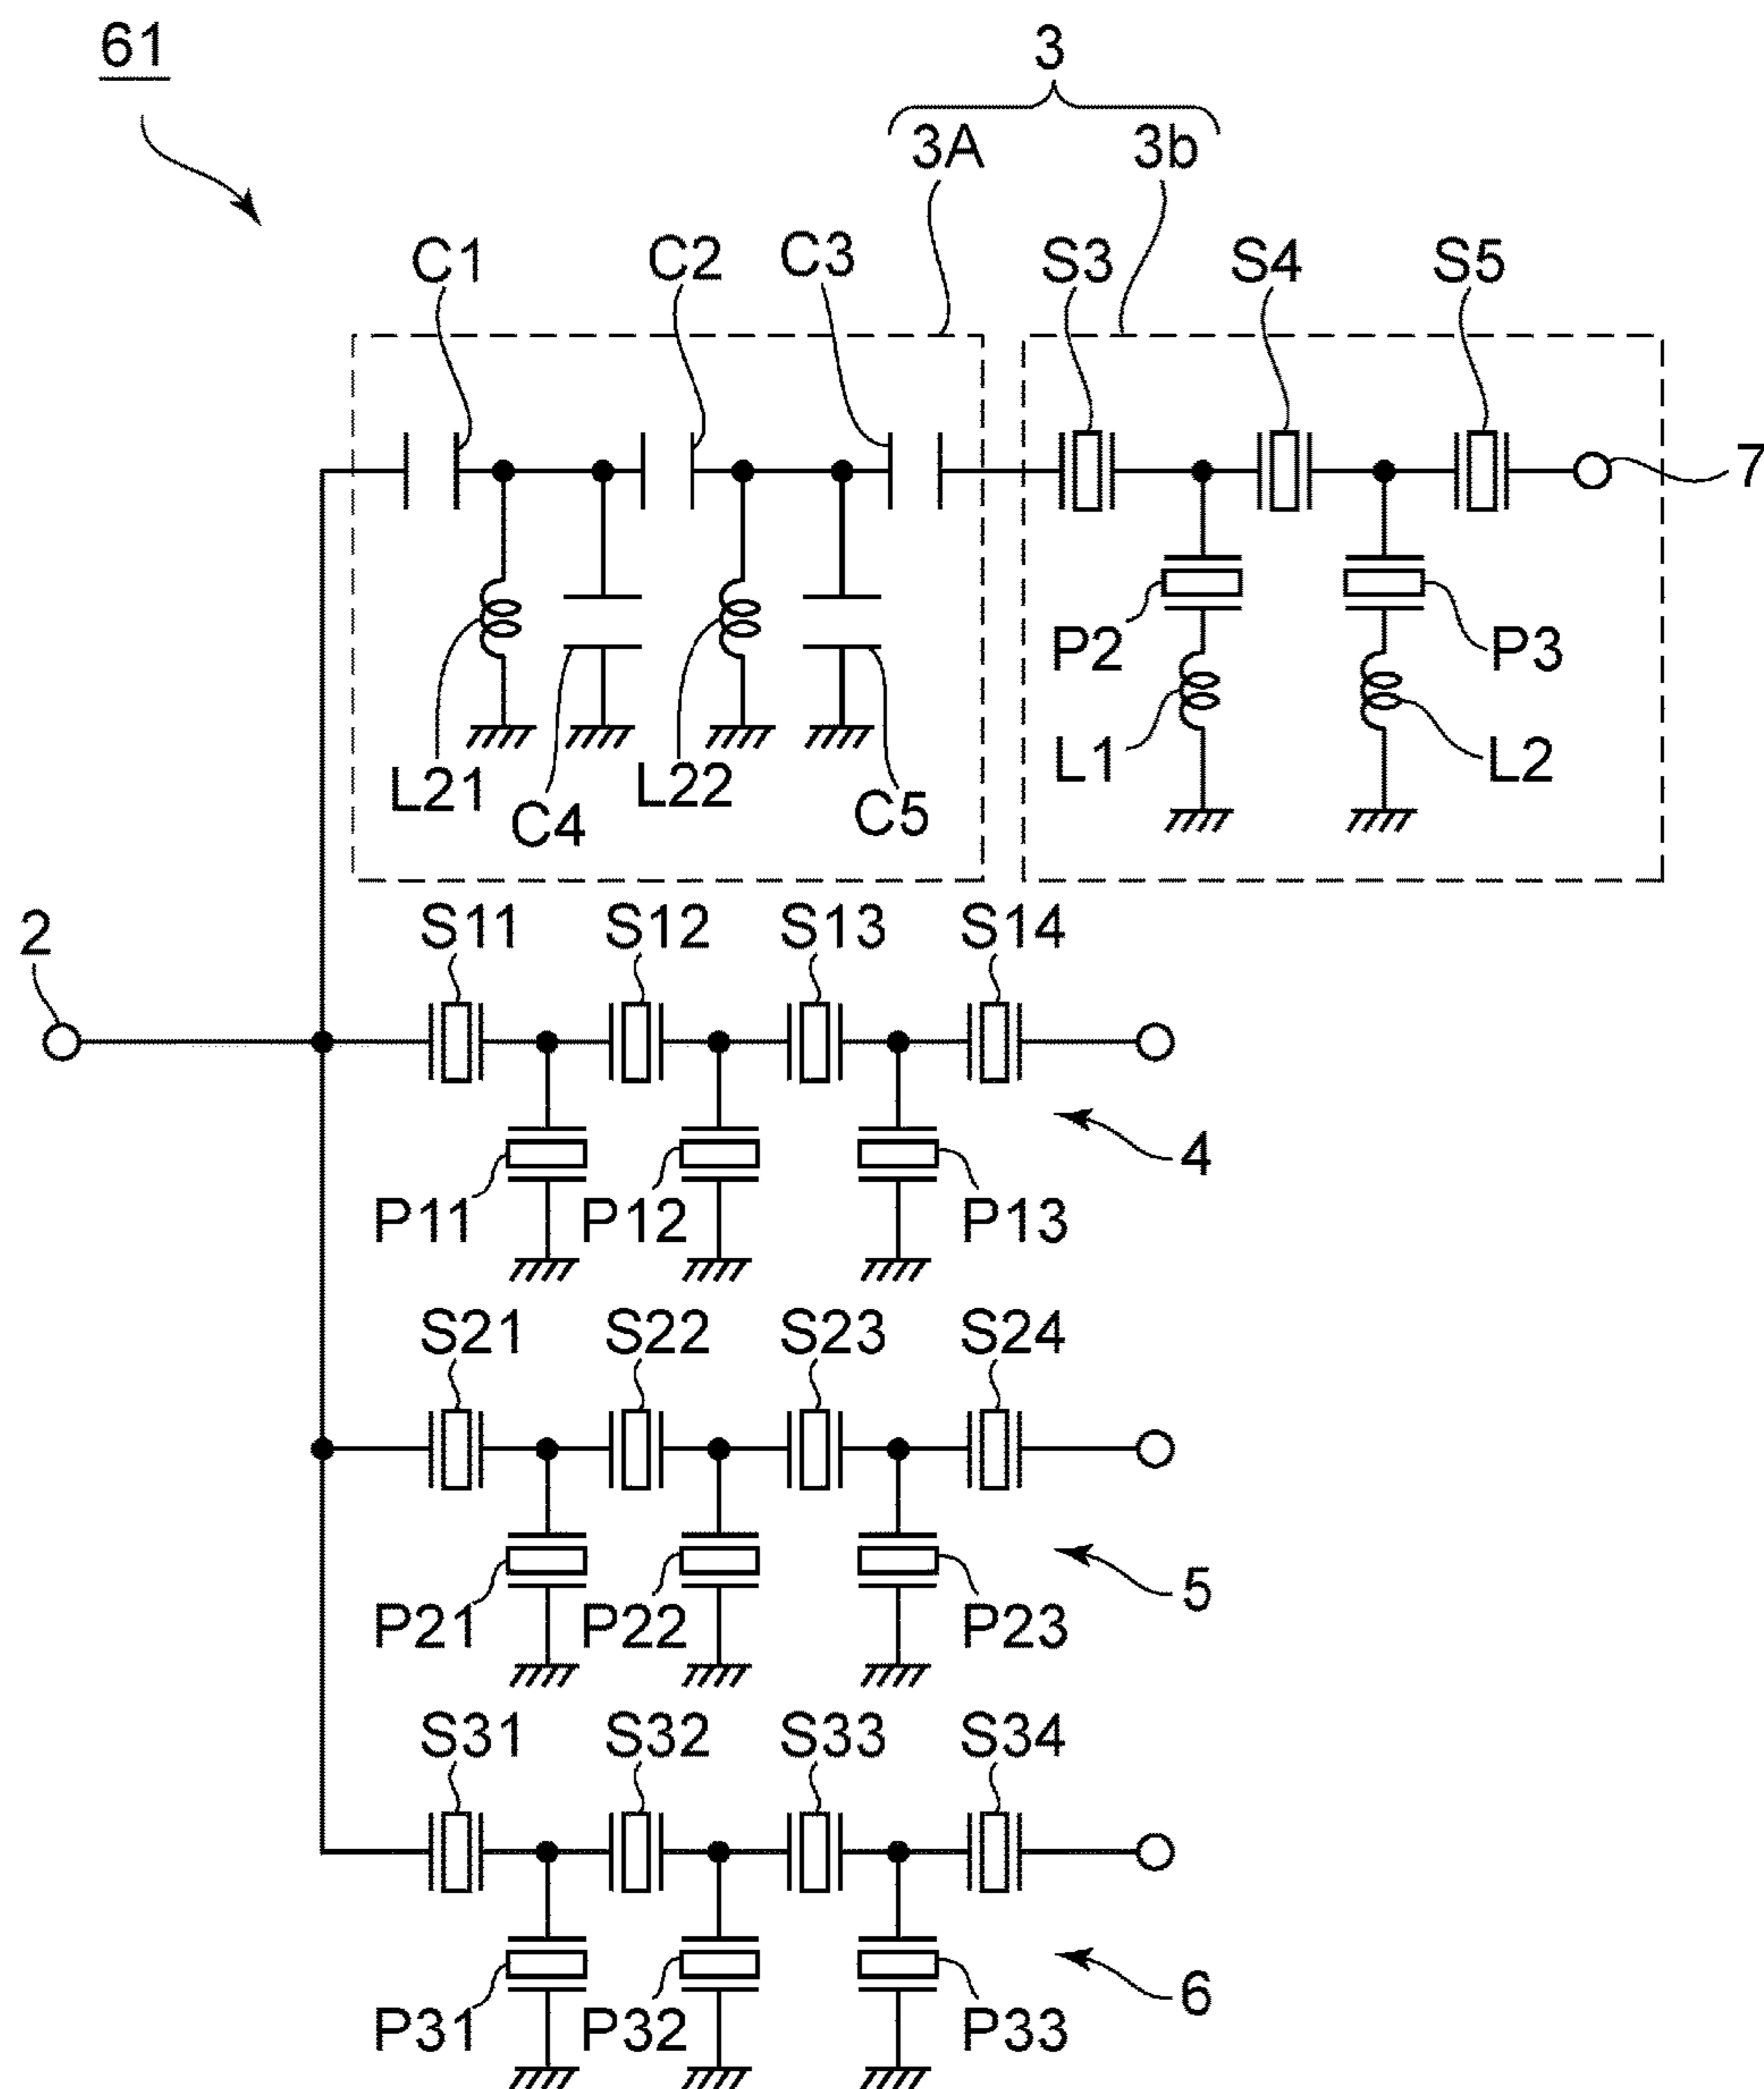 61
3
3A 3b
C1 C2 C3 S3 S4 S5
7
P2 P3
L21 C4 L22 C5 L1 L2
2
S11 S12 S13 S14
P11 P12 P13 4
S21 S22 S23 S24
P21 P22 P23 5
S31 S32 S33 S34
P31 P32 P33 6